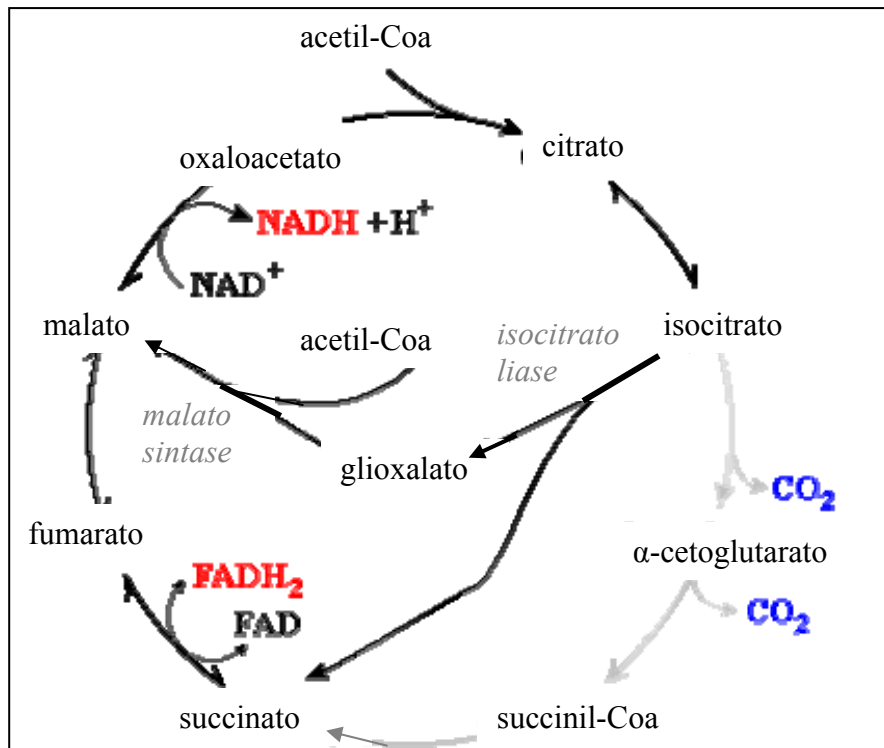 acetil-Coa
oxaloacetato
citrato
NADH + H⁺
NAD⁺
malato
acetil-Coa
isocitrato
liase
isocitrato
malato
sintase
glioxalato
CO₂
fumarato
α-cetoglutarato
FADH₂
FAD
CO₂
succinato
succinil-Coa